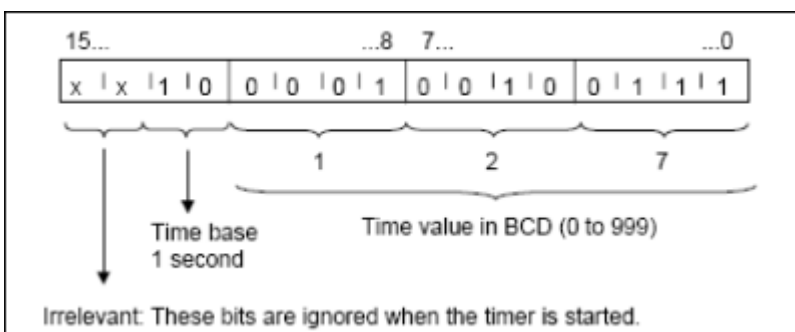 15... ...8 7... ...0
x x 1 0 0 0 0 1 0 0 1 0 0 1 1 1
1 2 7
Time base Time value in BCD (0 to 999)
1 second
Irrelevant: These bits are ignored when the timer is started.